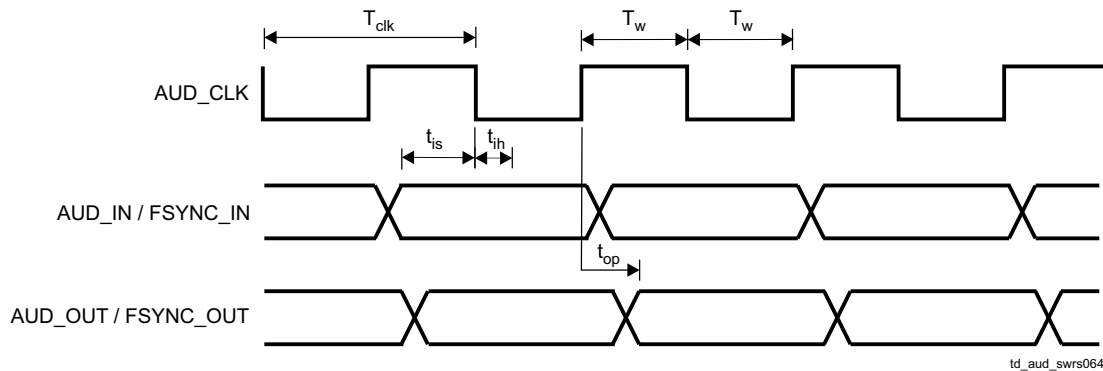 T_clk
T_w
T_w
AUD_CLK
t_is
t_ih
AUD_IN / FSYNC_IN
t_op
AUD_OUT / FSYNC_OUT
td_aud_swrs064